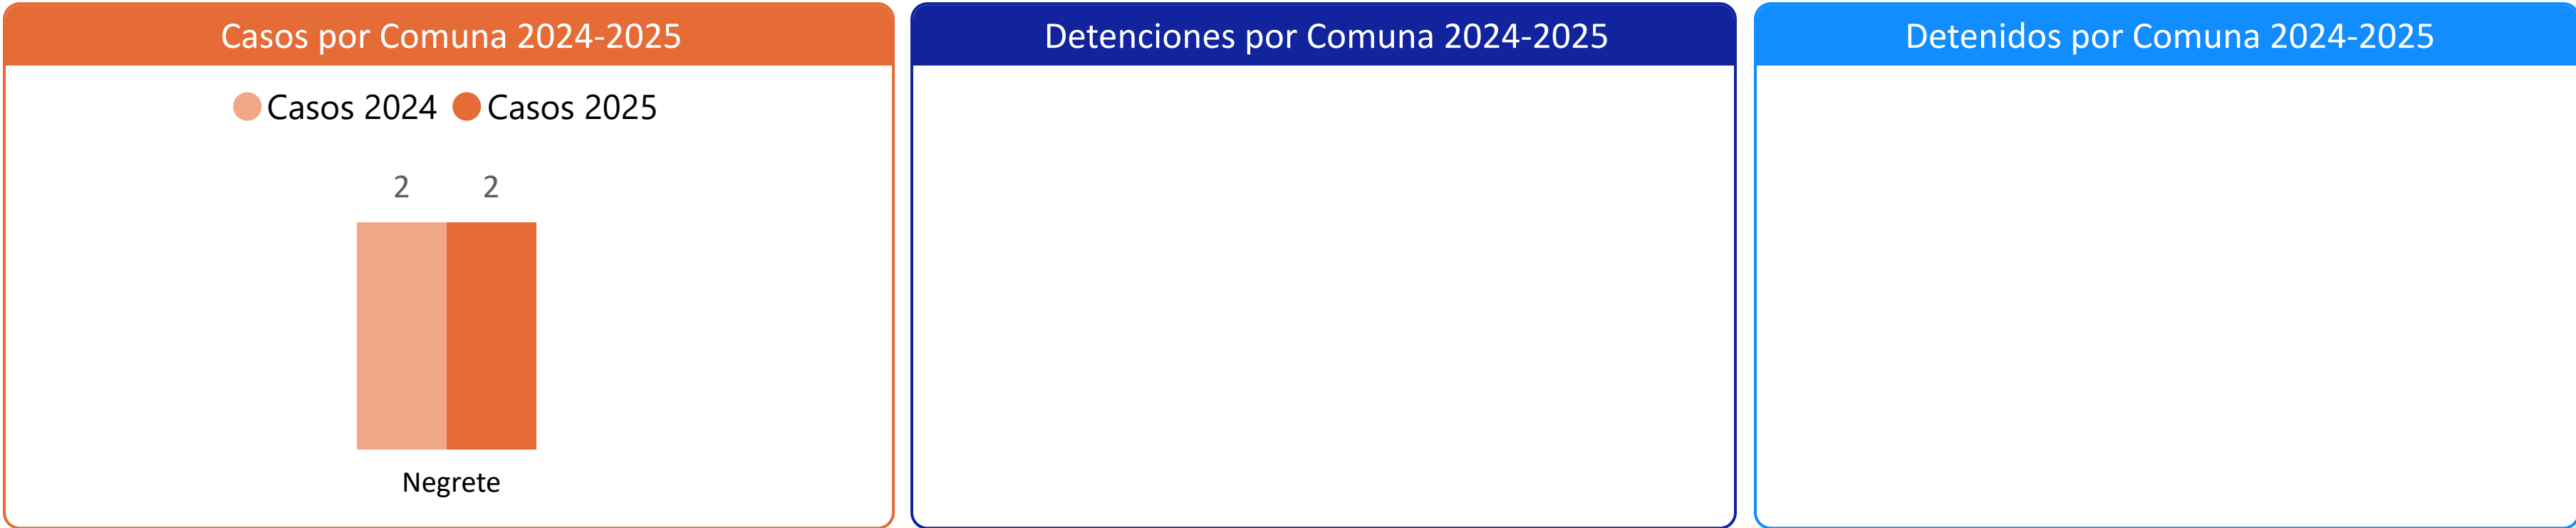 Casos por Comuna 2024-2025
Casos 2024 Casos 2025
2 2
Negrete
Detenciones por Comuna 2024-2025
Detenidos por Comuna 2024-2025